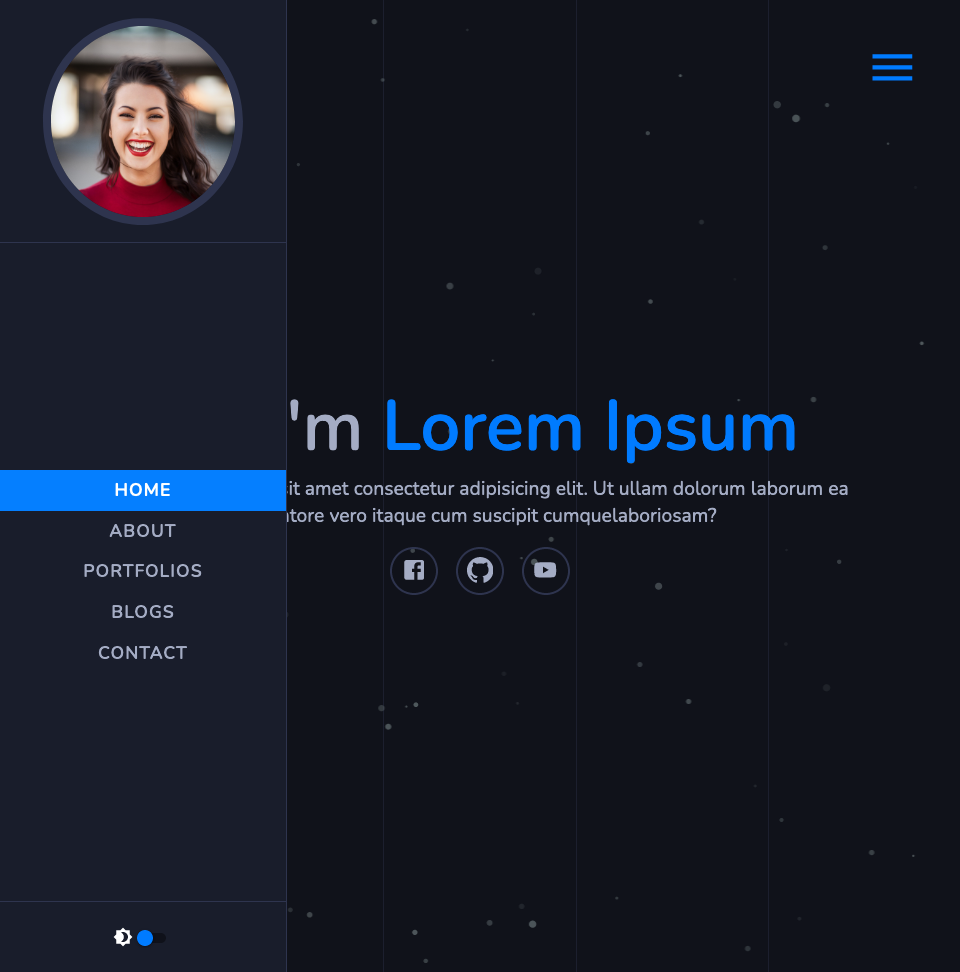 HOME
ABOUT
PORTFOLIOS
BLOGS
CONTACT
'm Lorem Ipsum
sit amet consectetur adipisicing elit. Ut ullam dolorum laborum ea
tore vero itaque cum suscipit cumquelaboriosam?